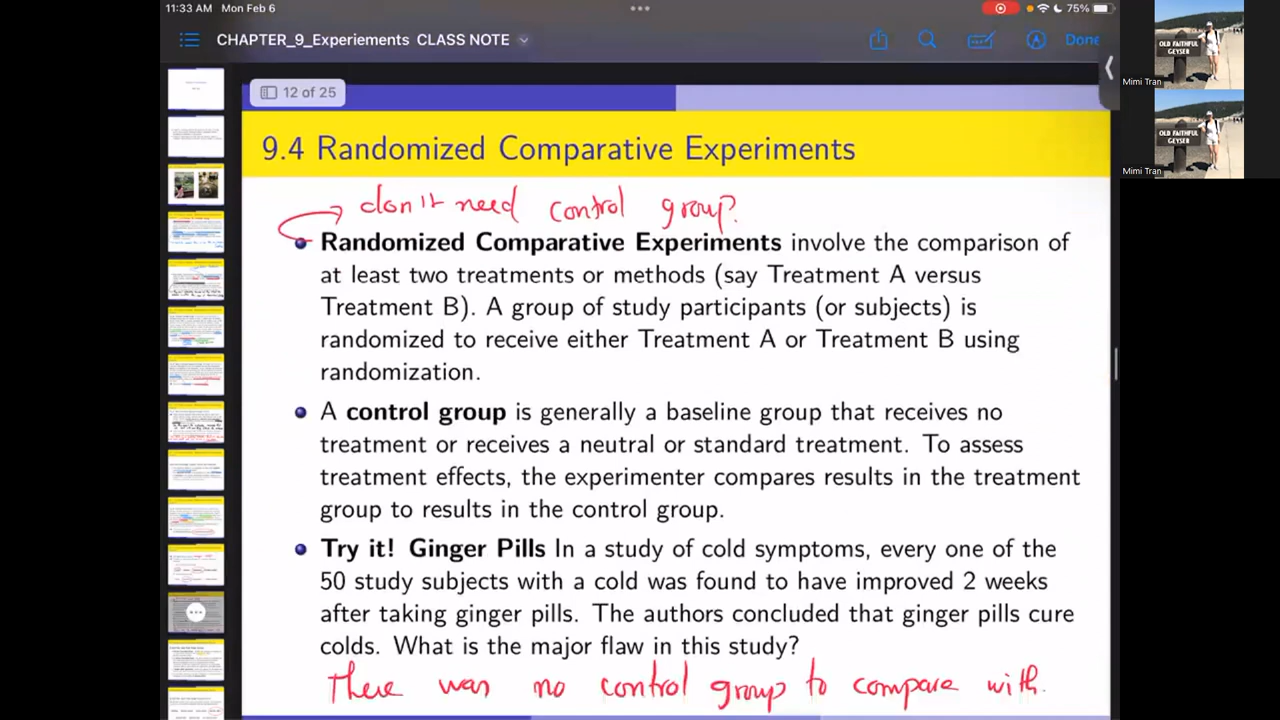 11:33 AM Mon Feb 6
75%
CHAPTER_9_Experiements CLASS NOTE
Done
12 of 25
9.4 Randomized Comparative Experiments
don't need control group?
Randomized Comparative Experiments involve the comparison of
at least two treatments or methods (say Treatment A versus
Treatment B). A group of study participants (or subjects) is
randomized to receive either Treatment A or Treatment B using
randomization.
A control group is generally a baseline group that receives no
treatment or receives a neutral or standard treatment. To assess
treatment effects, the experimenter compares results in the treatment
group to results in the control group.
Try it! Ginger Pills In a study of cold symptoms, every one of the
50 study subjects with a cold was found to have improved 2 weeks
after taking ginger pills. The authors concluded that ginger pills cure
colds. What is the major flaw in this study?
no control group to compare with
OLD FAITHFUL
GEYSER
Mimi Tran
OLD FAITHFUL
GEYSER
Mimi Tran